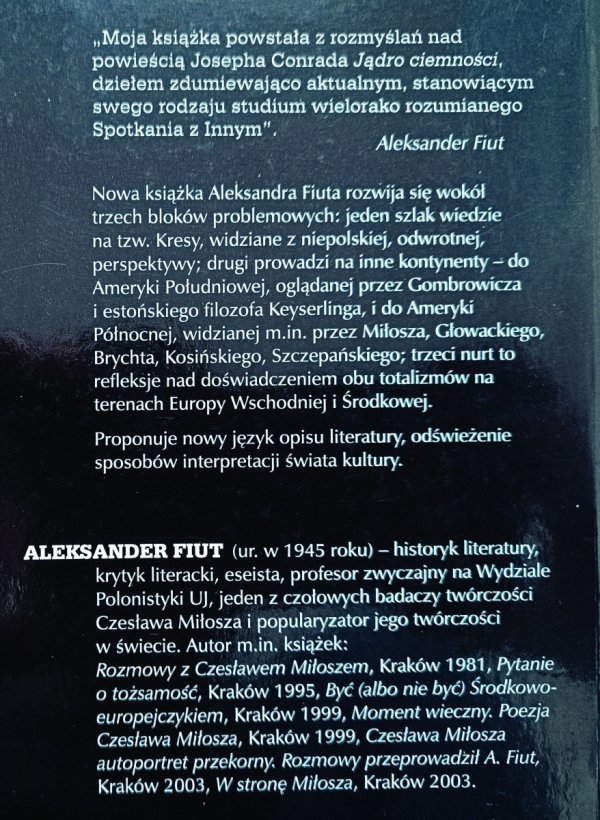 „Moja książka powstała z rozmyślań nad
powieścią Josepha Conrada Jądro ciemności,
dziełem zdumiewająco aktualnym, stanowiącym
swego rodzaju studium wielorako rozumianego
Spotkania z Innym”.
Aleksander Fiut
Nowa książka Aleksandra Fiuta rozwija się wokół
trzech bloków problemowych: jeden szlak wiedzie
na tzw. Kresy, widziane z niepolskiej, odwrotnej,
perspektywy; drugi prowadzi na inne kontynenty – do
Ameryki Południowej, oglądanej przez Gombrowicza
i estońskiego filozofa Keyserlinga, i do Ameryki
Północnej, widzianej m.in. przez Miłosza, Głowackiego,
Brychta, Kosińskiego, Szczepańskiego; trzeci nurt to
refleksje nad doświadczeniem obu totalizmów na
terenach Europy Wschodniej i Środkowej.
Proponuje nowy język opisu literatury, odświeżenie
sposobów interpretacji świata kultury.
ALEKSANDER FIUT (ur. w 1945 roku) – historyk literatury,
krytyk literacki, eseista, profesor zwyczajny na Wydziale
Polonistyki UJ, jeden z czołowych badaczy twórczości
Czesława Miłosza i popularyzator jego twórczości
w świecie. Autor m.in. książek:
Rozmowy z Czesławem Miłoszem, Kraków 1981, Pytanie
o tożsamość, Kraków 1995, Być (albo nie być) Środkowo-
europejczykiem, Kraków 1999, Moment wieczny. Poezja
Czesława Miłosza, Kraków 1999, Czesława Miłosza
autoportret przekorny. Rozmowy przeprowadził A. Fiut,
Kraków 2003, W stronę Miłosza, Kraków 2003.